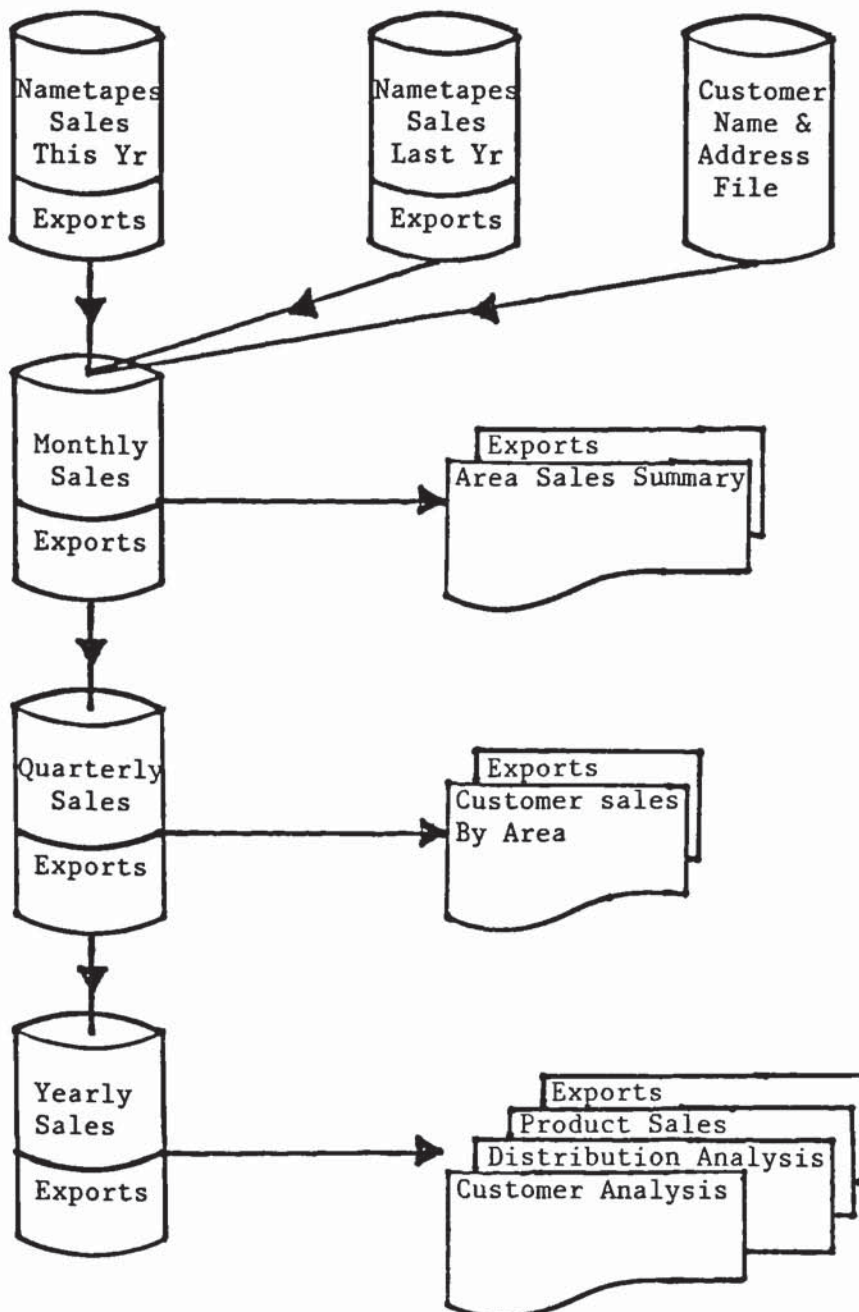 Nametapes
Sales
This Yr
Exports
Nametapes
Sales
Last Yr
Exports
Customer
Name &
Address
File
Monthly
Sales
Exports
Exports
Area Sales Summary
Quarterly
Sales
Exports
Exports
Customer sales
By Area
Yearly
Sales
Exports
Exports
Product Sales
Distribution Analysis
Customer Analysis